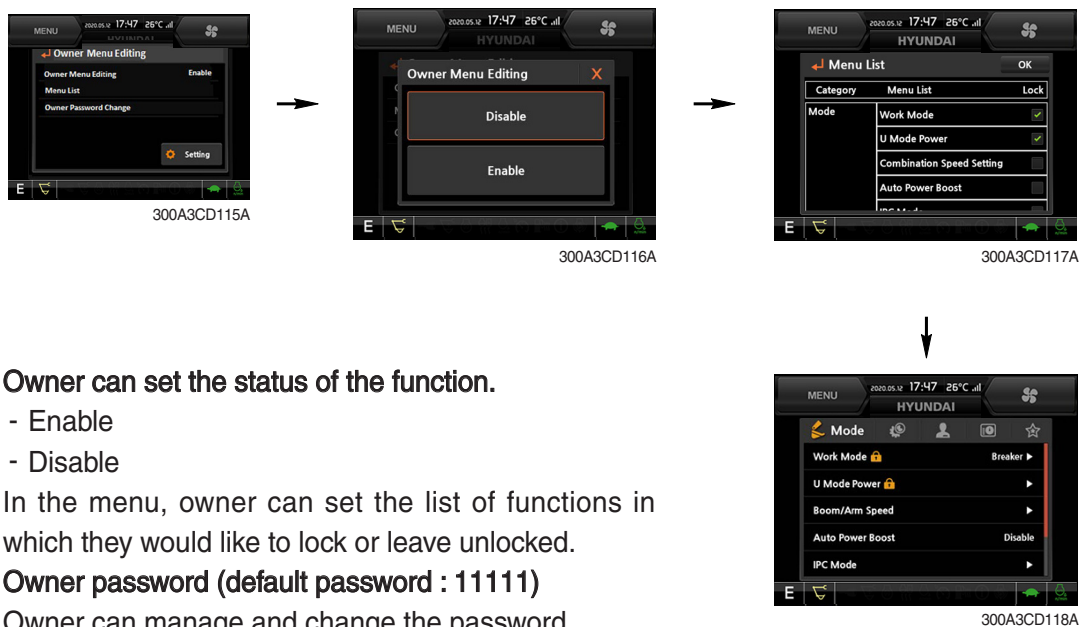 MENU
2020.05.12 17:47 26°C
HYUNDAI
Owner Menu Editing
Owner Menu Editing Enable
Menu List
Owner Password Change
Setting
E
300A3CD115A
MENU
2020.05.12 17:47 26°C
HYUNDAI
Owner Menu Editing X
Disable
Enable
E
300A3CD116A
MENU
2020.05.12 17:47 26°C
HYUNDAI
Menu List OK
Category Menu List Lock
Mode
Work Mode
U Mode Power
Combination Speed Setting
Auto Power Boost
IPC Mode
E
300A3CD117A
Owner can set the status of the function.
- Enable
- Disable
In the menu, owner can set the list of functions in
which they would like to lock or leave unlocked.
Owner password (default password : 11111)
Owner can manage and change the password
MENU
2020.05.12 17:47 26°C
HYUNDAI
Mode
Work Mode Breaker ▶
U Mode Power ▶
Boom/Arm Speed ▶
Auto Power Boost Disable
IPC Mode ▶
E
300A3CD118A